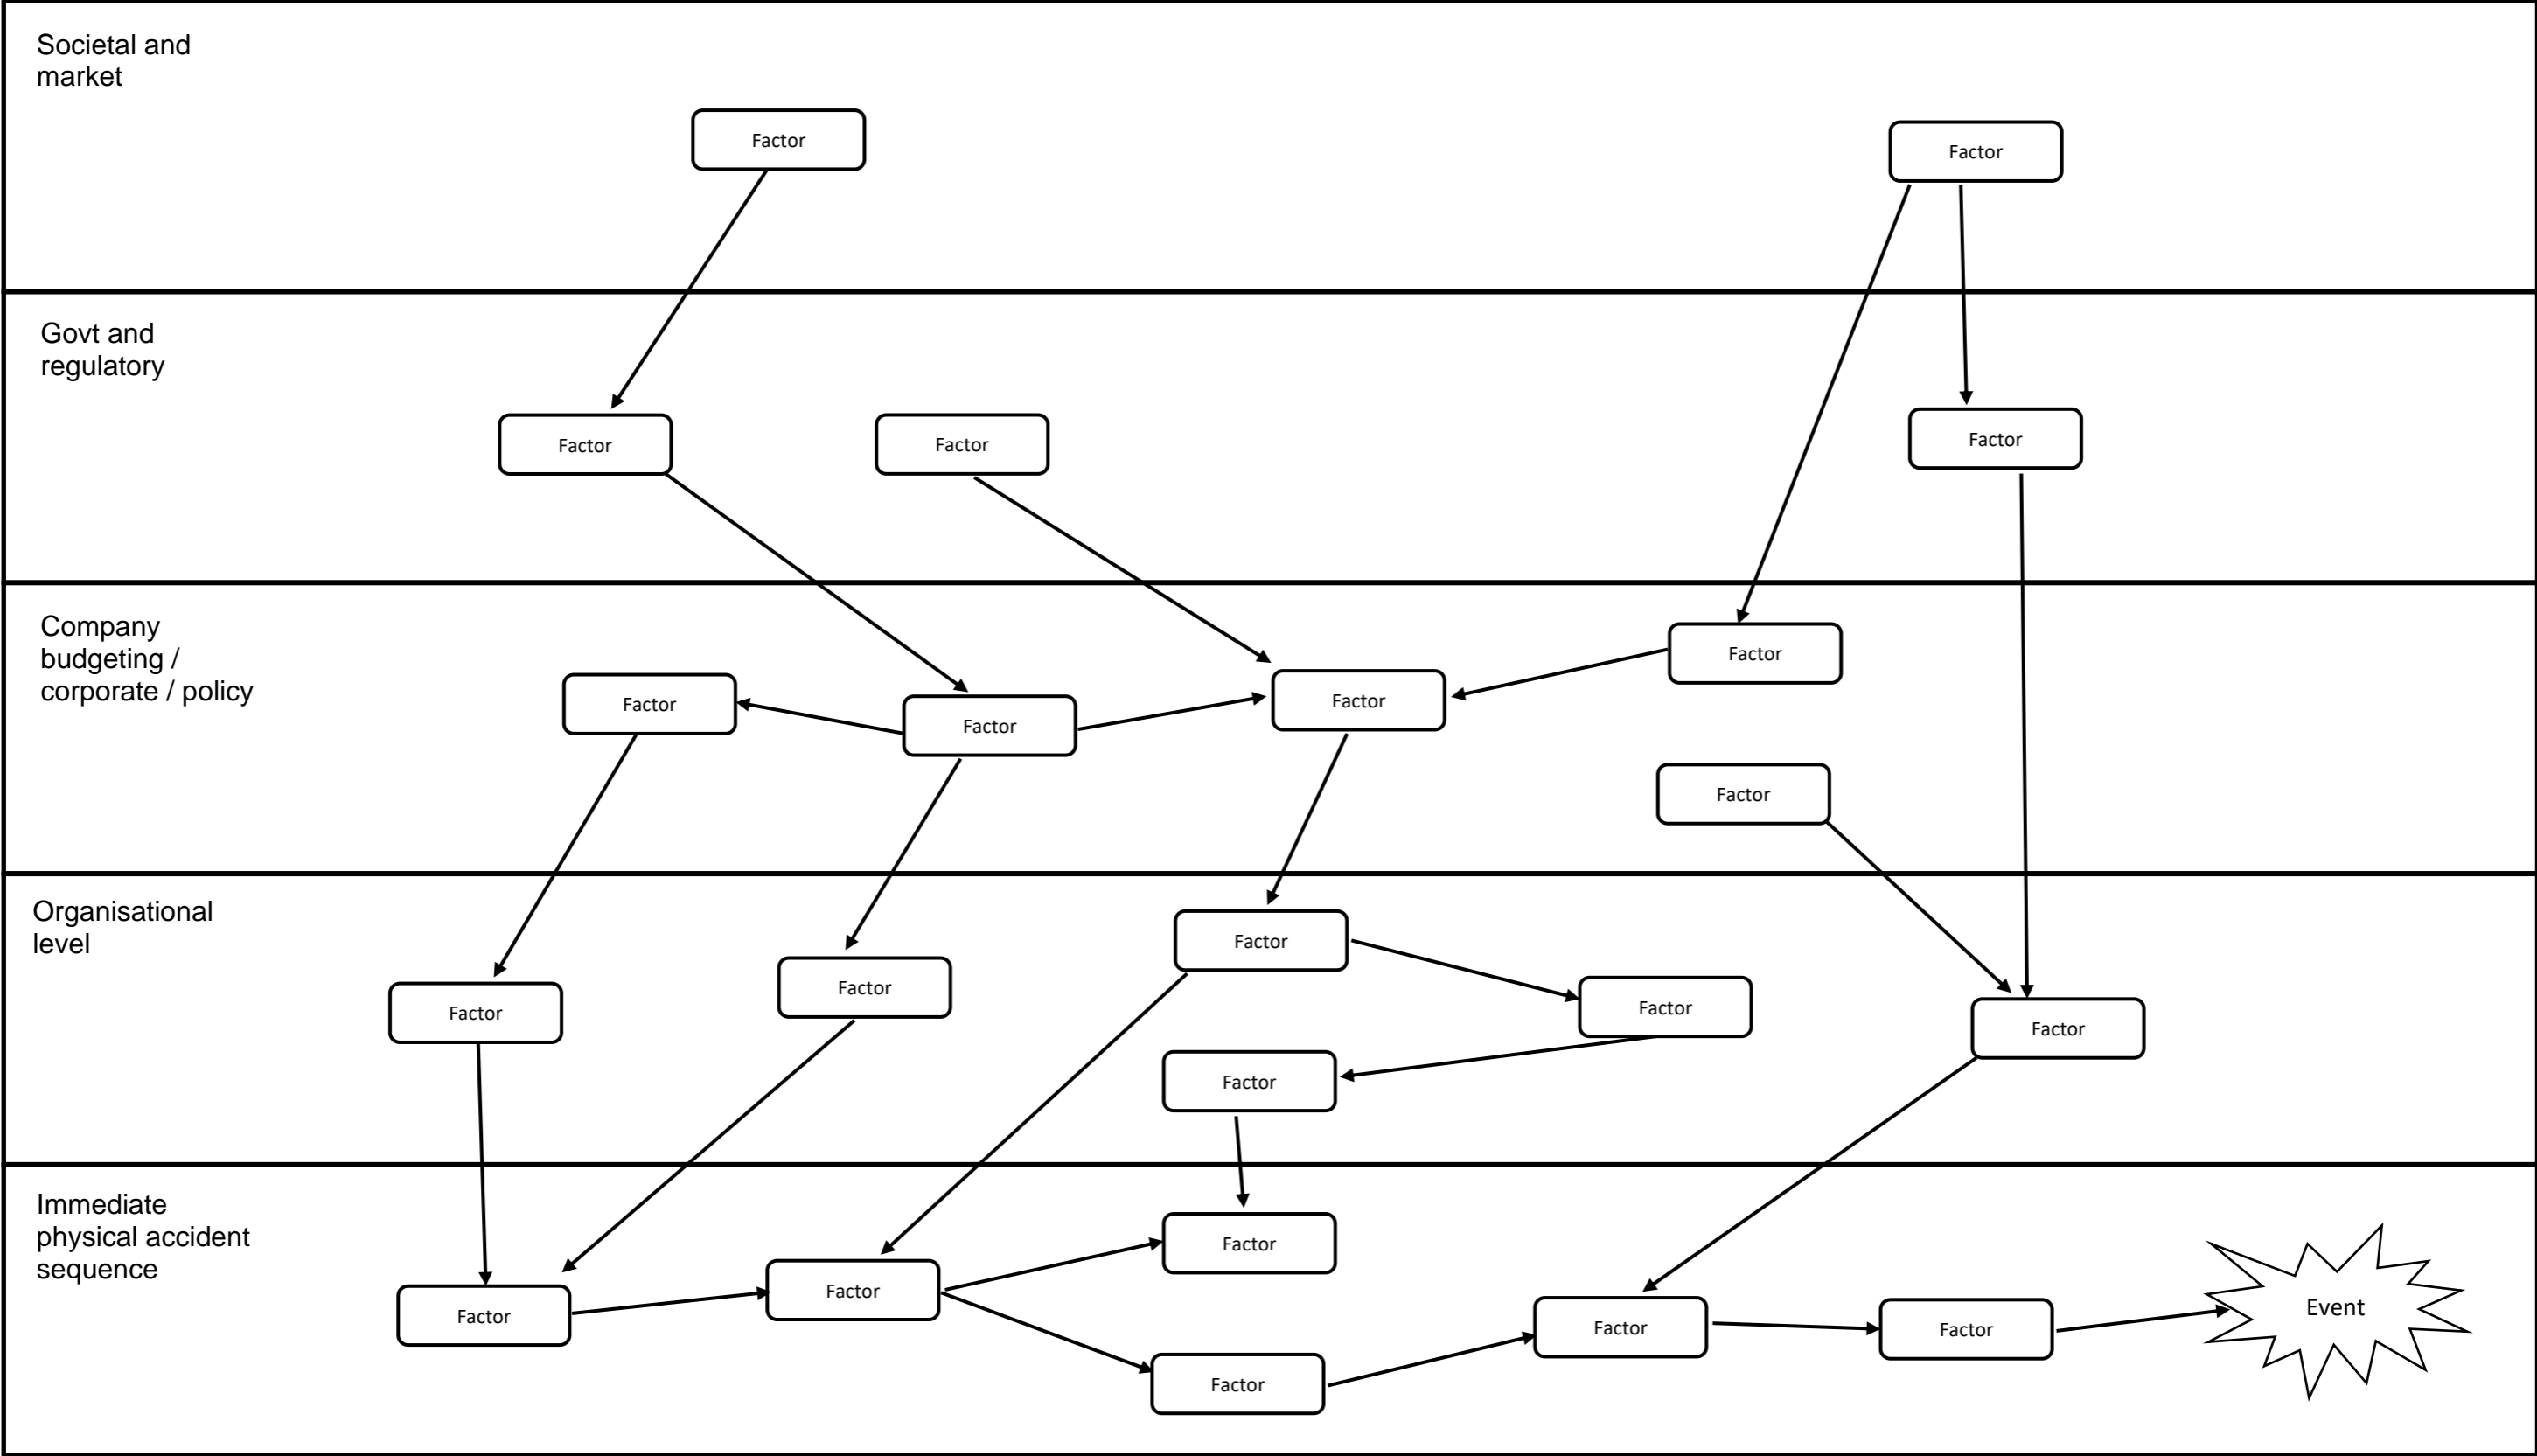 Societal and
market
Factor
Factor
Govt and
regulatory
Factor
Factor
Factor
Company
budgeting /
corporate / policy
Factor
Factor
Factor
Factor
Factor
Organisational
level
Factor
Factor
Factor
Factor
Factor
Factor
Immediate
physical accident
sequence
Factor
Factor
Factor
Factor
Factor
Factor
Event